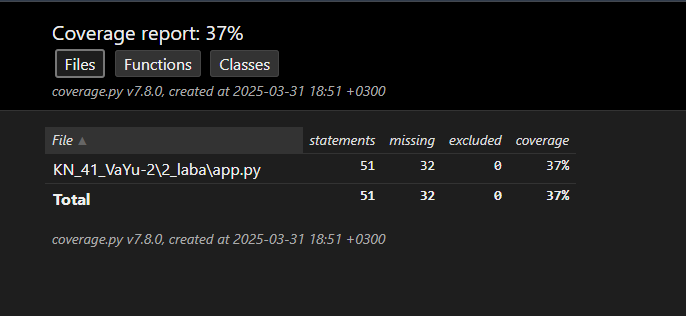 Coverage report: 37%
Files Functions Classes
coverage.py v7.8.0, created at 2025-03-31 18:51 +0300
File ▲ statements missing excluded coverage
KN_41_VaYu-2\2_laba\app.py 51 32 0 37%
Total 51 32 0 37%
coverage.py v7.8.0, created at 2025-03-31 18:51 +0300